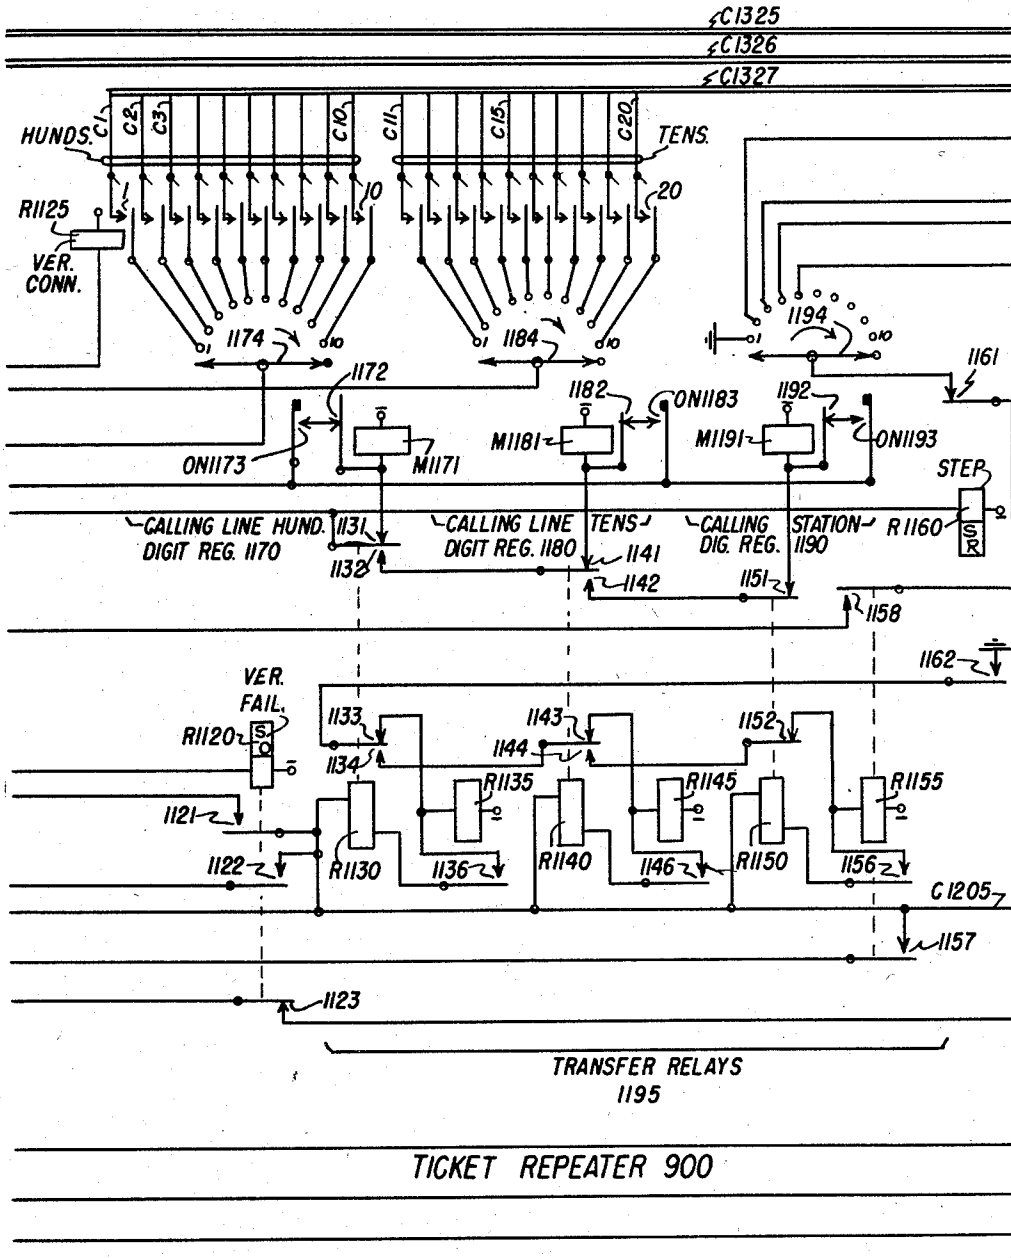 C1325
C1326
C1327
C1
C2
C3
C10
C11
C15
C20
HUNDS.
TENS.
1
10
20
R1125
VER.
CONN.
1174
1
10
1184
1
10
1194
1
10
1161
1172
ON1173
M1171
1182
ON1183
M1181
1192
ON1193
M1191
STEP
R1160
S
R
CALLING LINE HUND.
DIGIT REG. 1170
CALLING LINE TENS
DIGIT REG. 1180
CALLING STATION
DIG. REG. 1190
1131
1132
1141
1142
1151
1158
1162
VER.
FAIL.
R1120
S
O
1133
1134
1143
1144
1152
R1135
R1145
R1155
1121
1122
R1130
1136
R1140
1146
R1150
1156
C1205
1157
1123
TRANSFER RELAYS
1195
TICKET REPEATER 900